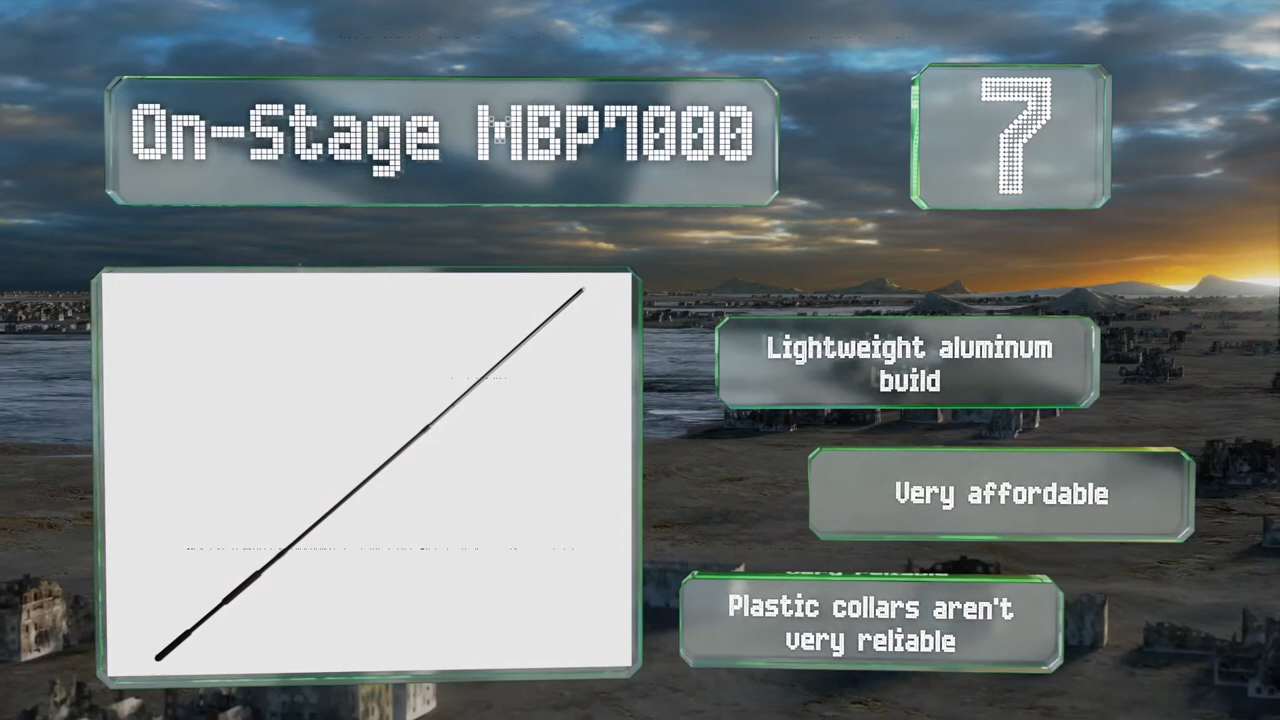 On-Stage MBP7000
7
Lightweight aluminum
build
Very affordable
Plastic collars aren't
very reliable